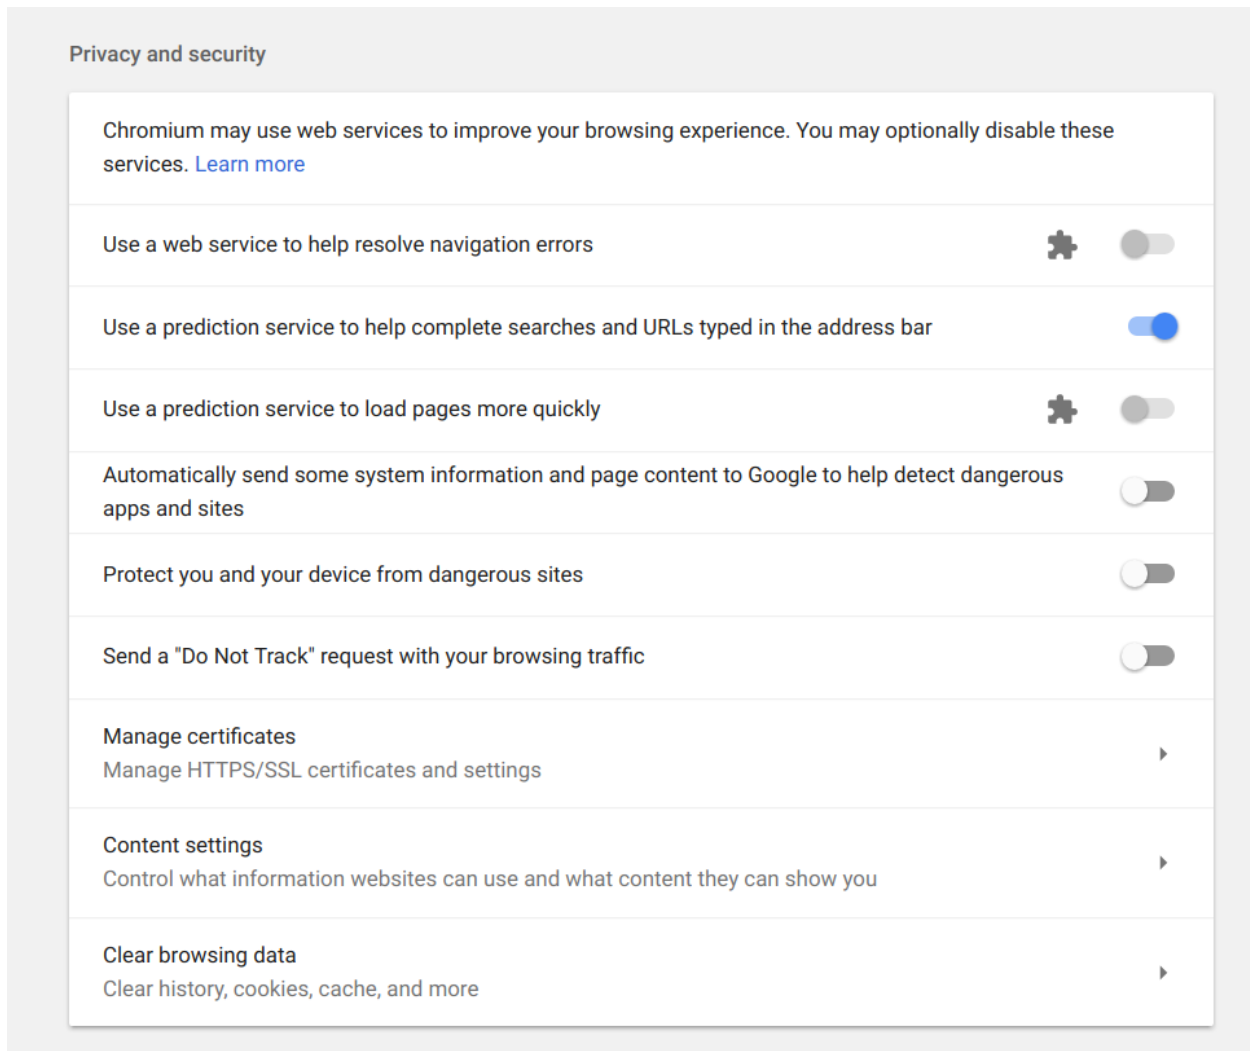 Privacy and security
Chromium may use web services to improve your browsing experience. You may optionally disable these
services. Learn more
Use a web service to help resolve navigation errors
Use a prediction service to help complete searches and URLs typed in the address bar
Use a prediction service to load pages more quickly
Automatically send some system information and page content to Google to help detect dangerous
apps and sites
Protect you and your device from dangerous sites
Send a "Do Not Track" request with your browsing traffic
Manage certificates
Manage HTTPS/SSL certificates and settings
Content settings
Control what information websites can use and what content they can show you
Clear browsing data
Clear history, cookies, cache, and more